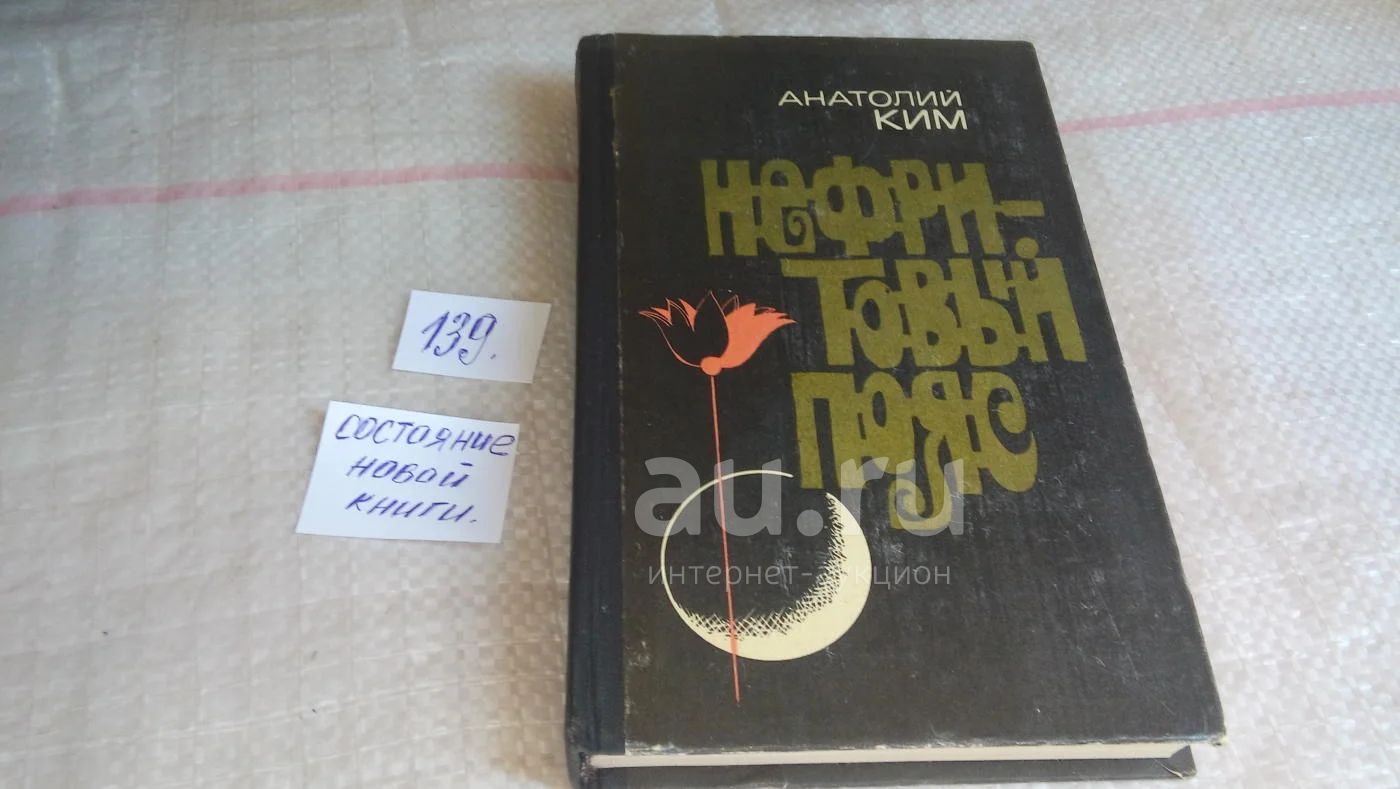 АНАТОЛИЙ
КИМ
НЕФРИ-
ТОВЫЙ
ПОЯС
139.
СОСТОЯНИЕ
НОВОЙ
КНИГИ.
au.ru
интернет-аукцион